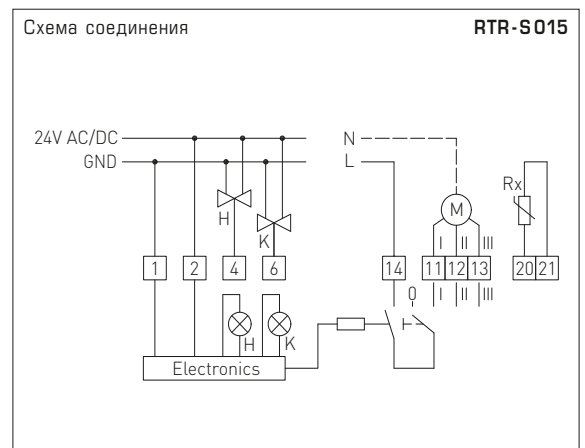 Схема соединения RTR-S015
24V AC/DC
GND
N
L
H
K
M
Rx
I II III
1 2 4 6 14 11 12 13 20 21
0
I II III
H K
Electronics